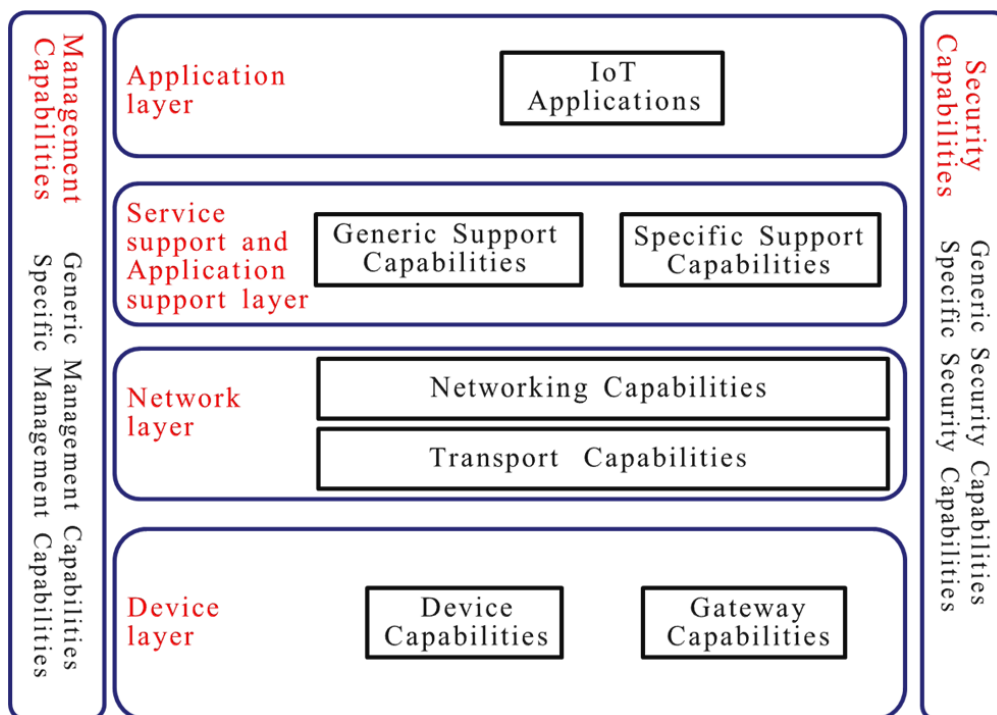 Management
Capabilities
Generic Management Capabilities
Specific Management Capabilities
Application
layer
IoT
Applications
Service
support and
Application
support layer
Generic Support
Capabilities
Specific Support
Capabilities
Network
layer
Networking Capabilities
Transport Capabilities
Device
layer
Device
Capabilities
Gateway
Capabilities
Security
Capabilities
Generic Security Capabilities
Specific Security Capabilities